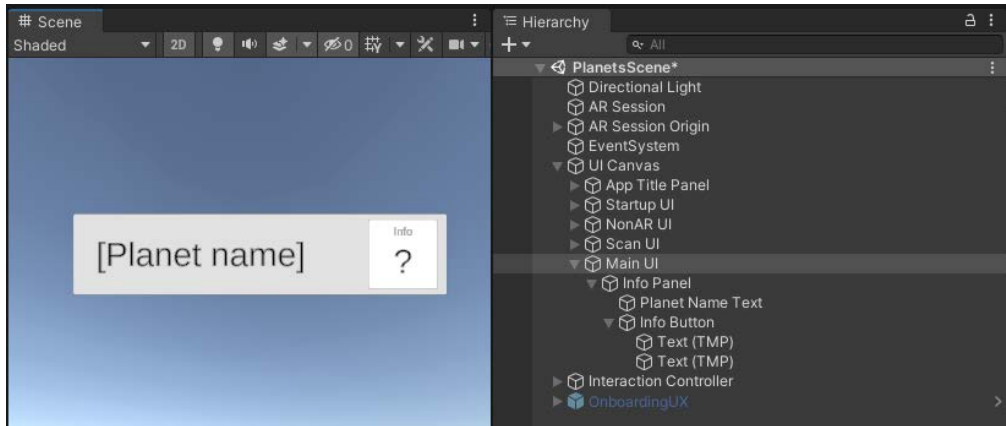 Scene
Shaded 2D 0
[Planet name]
Info
?
Hierarchy
All
PlanetsScene*
Directional Light
AR Session
AR Session Origin
EventSystem
UI Canvas
App Title Panel
Startup UI
NonAR UI
Scan UI
Main UI
Info Panel
Planet Name Text
Info Button
Text (TMP)
Text (TMP)
Interaction Controller
OnboardingUX